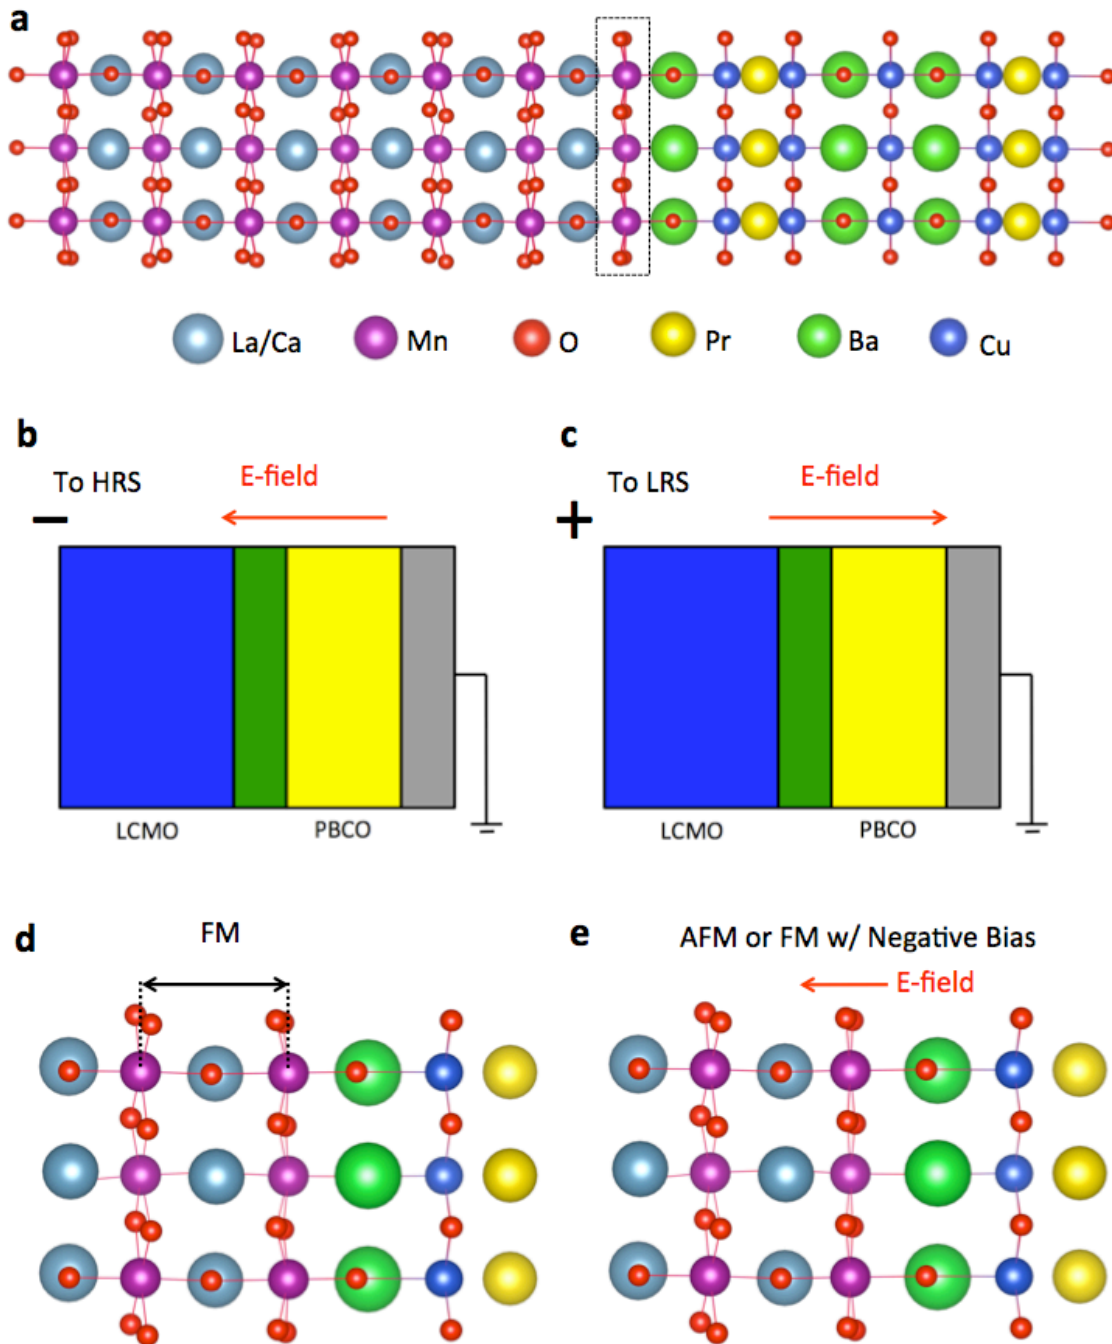 a
La/Ca Mn O Pr Ba Cu
b
To HRS E-field
−
LCMO PBCO
c
To LRS E-field
+
LCMO PBCO
d
FM
e
AFM or FM w/ Negative Bias
E-field